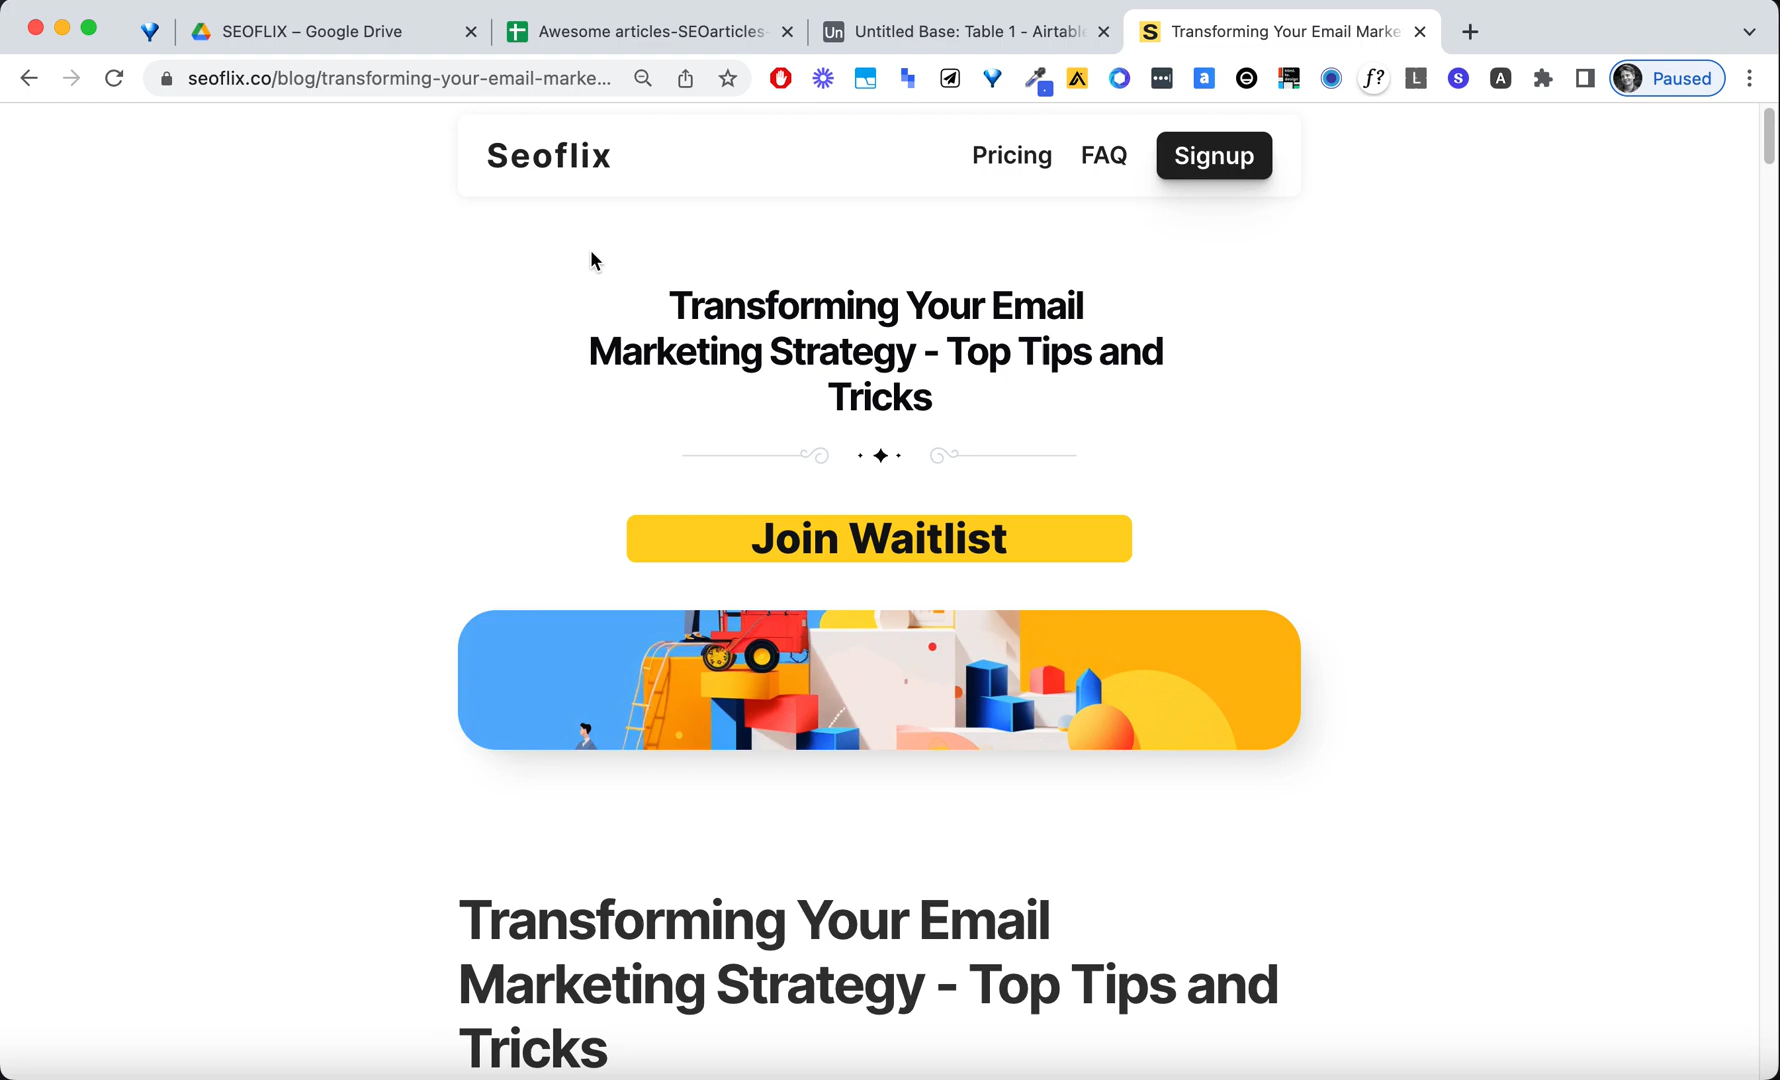 SEOFLIX – Google Drive
Awesome articles-SEOarticles-
Un
Untitled Base: Table 1 - Airtable
S
Transforming Your Email Marke
seoflix.co/blog/transforming-your-email-marke...
a
f?
L
S
A
Paused
Seoflix
Pricing
FAQ
Signup
Transforming Your Email
Marketing Strategy - Top Tips and
Tricks
Join Waitlist
Transforming Your Email
Marketing Strategy - Top Tips and
Tricks